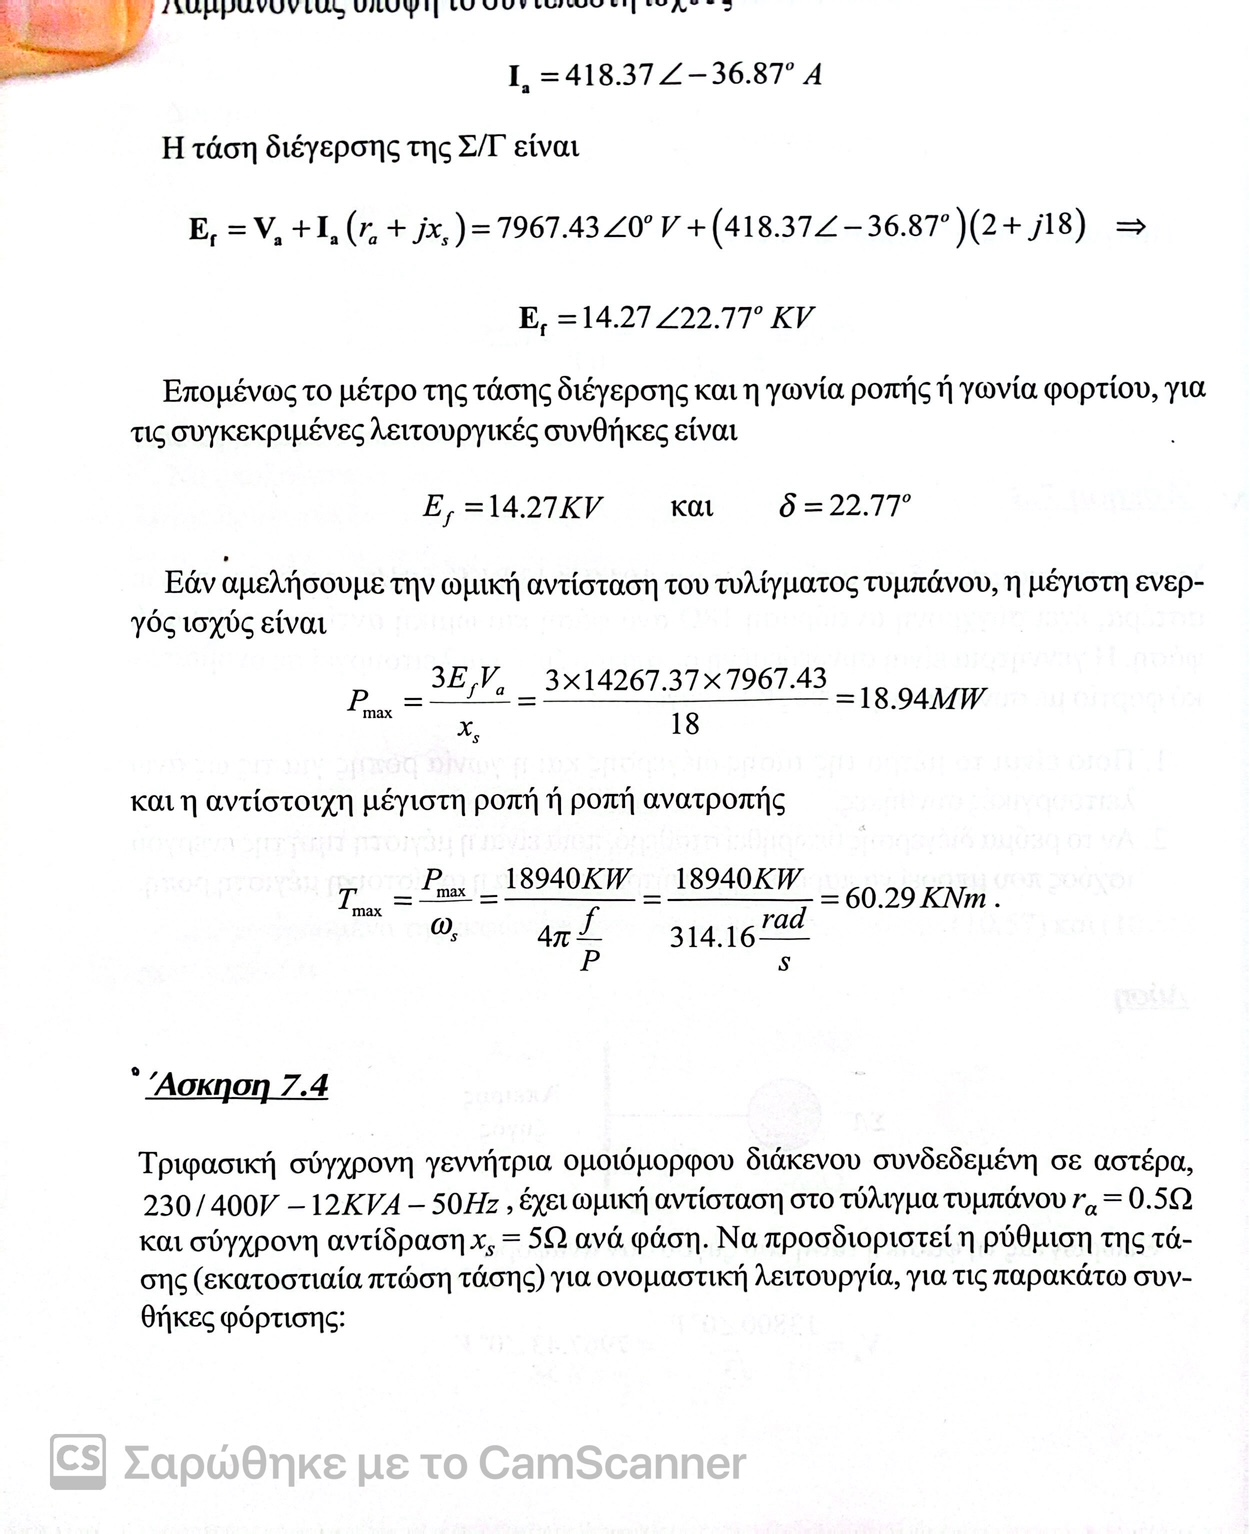 Λαμβάνοντας υπόψη το συντελεστή ισχύος
I_a = 418.37∠−36.87° A
Η τάση διέγερσης της Σ/Γ είναι
E_f = V_a + I_a (r_a + jx_s) = 7967.43∠0° V + (418.37∠−36.87°)(2 + j18) ⇒
E_f = 14.27∠22.77° KV
Επομένως το μέτρο της τάσης διέγερσης και η γωνία ροπής ή γωνία φορτίου, για
τις συγκεκριμένες λειτουργικές συνθήκες είναι
E_f = 14.27KV και δ = 22.77°
Εάν αμελήσουμε την ωμική αντίσταση του τυλίγματος τυμπάνου, η μέγιστη ενερ-
γός ισχύς είναι
P_max = 3E_f V_a / x_s = 3×14267.37×7967.43 / 18 = 18.94MW
και η αντίστοιχη μέγιστη ροπή ή ροπή ανατροπής
T_max = P_max / ω_s = 18940KW / 4π f/P = 18940KW / 314.16 rad/s = 60.29 KNm .
Άσκηση 7.4
Τριφασική σύγχρονη γεννήτρια ομοιόμορφου διάκενου συνδεδεμένη σε αστέρα,
230 / 400V − 12KVA − 50Hz , έχει ωμική αντίσταση στο τύλιγμα τυμπάνου r_α = 0.5Ω
και σύγχρονη αντίδραση x_s = 5Ω ανά φάση. Να προσδιοριστεί η ρύθμιση της τά-
σης (εκατοστιαία πτώση τάσης) για ονομαστική λειτουργία, για τις παρακάτω συν-
θήκες φόρτισης:
CS Σαρώθηκε με το CamScanner